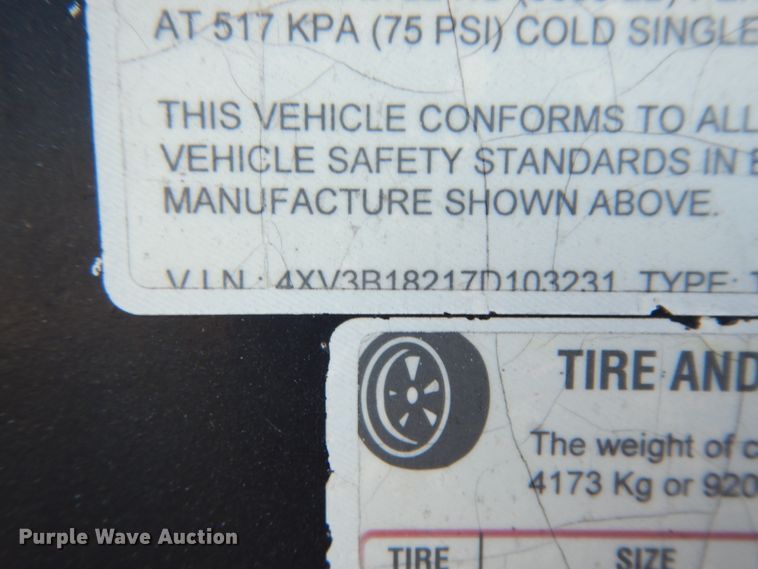 AT 517 KPA (75 PSI) COLD SINGLE
THIS VEHICLE CONFORMS TO ALL
VEHICLE SAFETY STANDARDS IN
MANUFACTURE SHOWN ABOVE.
V.I.N.: 4XV3B18217D103231 TYPE:
TIRE AND
The weight of c
4173 Kg or 920
TIRE SIZE
Purple Wave Auction